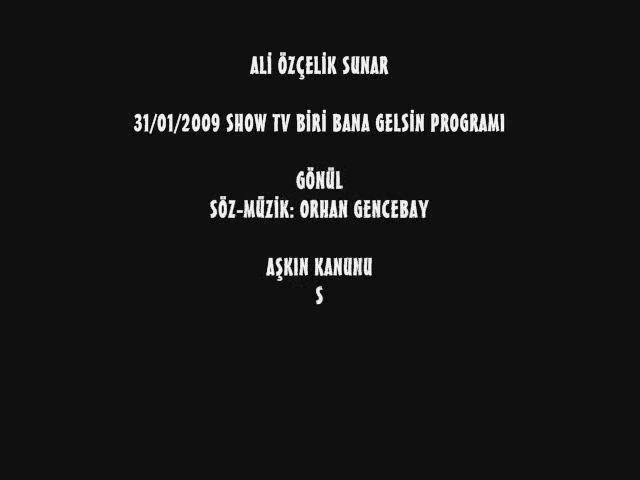 ALİ ÖZÇELİK SUNAR
31/01/2009 SHOW TV BİRİ BANA GELSİN PROGRAMI
GÖNÜL
SÖZ-MÜZİK: ORHAN GENCEBAY
AŞKIN KANUNU
S